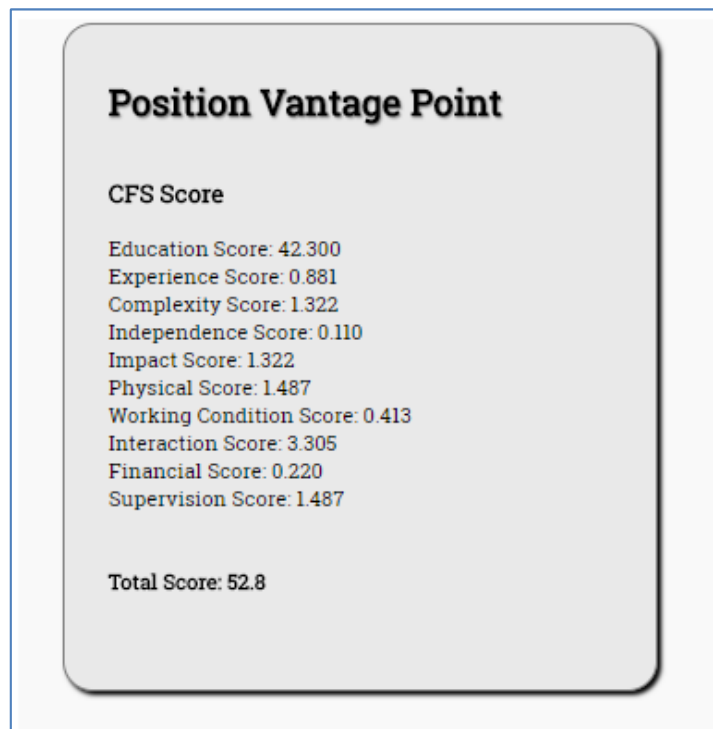 Position Vantage Point
CFS Score
Education Score: 42.300
Experience Score: 0.881
Complexity Score: 1.322
Independence Score: 0.110
Impact Score: 1.322
Physical Score: 1.487
Working Condition Score: 0.413
Interaction Score: 3.305
Financial Score: 0.220
Supervision Score: 1.487
Total Score: 52.8